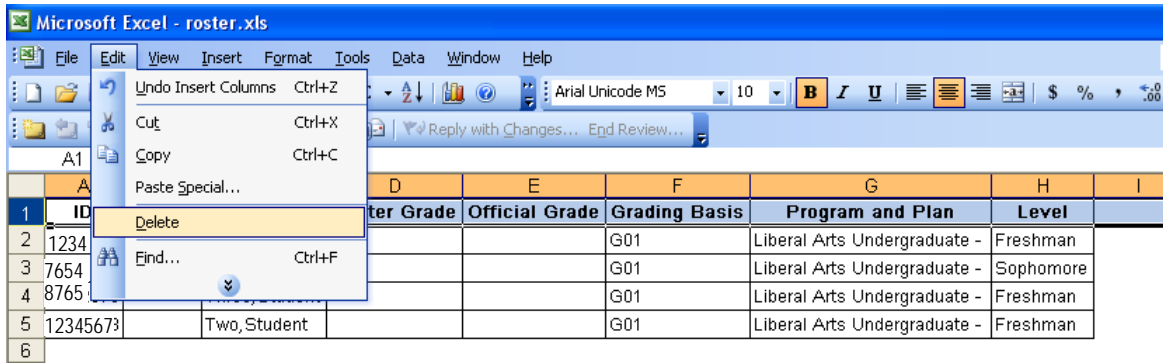 Microsoft Excel - roster.xls
File Edit View Insert Format Tools Data Window Help
Arial Unicode MS 10 B I U $ % ,
Reply with Changes... End Review...
A1
Undo Insert Columns Ctrl+Z
Cut Ctrl+X
Copy Ctrl+C
Paste Special...
Delete
Find... Ctrl+F
A D E F G H I
1 ID ter Grade Official Grade Grading Basis Program and Plan Level
2 1234 G01 Liberal Arts Undergraduate - Freshman
3 7654 G01 Liberal Arts Undergraduate - Sophomore
4 8765 G01 Liberal Arts Undergraduate - Freshman
5 1234567 Two,Student G01 Liberal Arts Undergraduate - Freshman
6